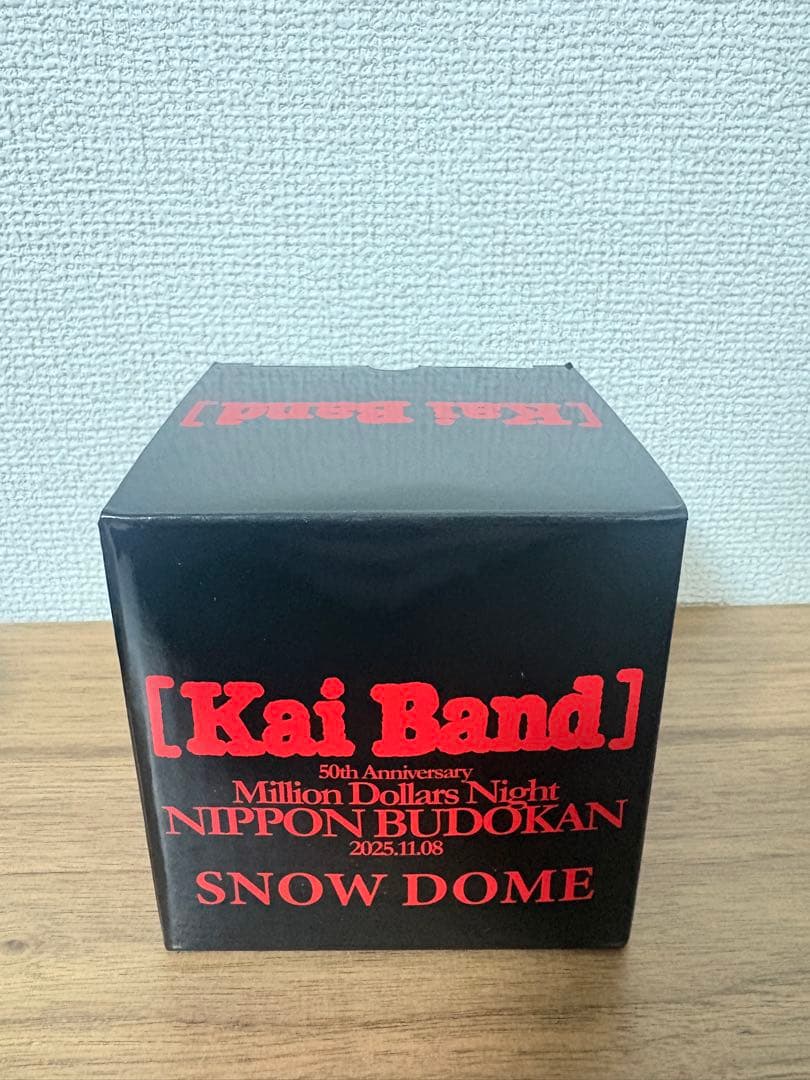 [Kai Band]
[Kai Band]
50th Anniversary
Million Dollars Night
NIPPON BUDOKAN
2025.11.08
SNOW DOME